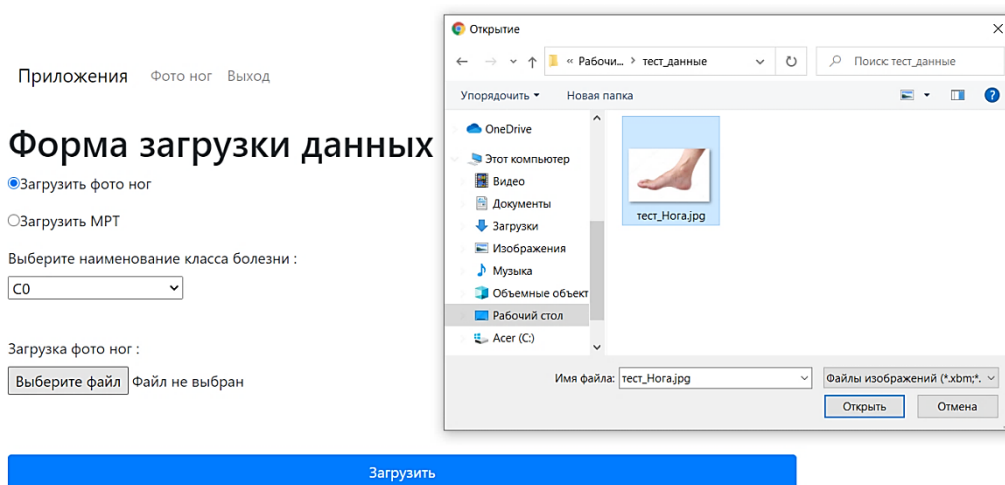 Приложения Фото ног Выход
Форма загрузки данных
Загрузить фото ног
Загрузить МРТ
Выберите наименование класса болезни :
C0
Загрузка фото ног :
Выберите файл Файл не выбран
Загрузить
Открытие
« Рабочи... › тест_данные
Поиск: тест_данные
Упорядочить Новая папка
OneDrive
Этот компьютер
Видео
Документы
Загрузки
Изображения
Музыка
Объемные объект
Рабочий стол
Acer (C:)
тест_Нога.jpg
Имя файла: тест_Нога.jpg
Файлы изображений (*.xbm;*.
Открыть Отмена